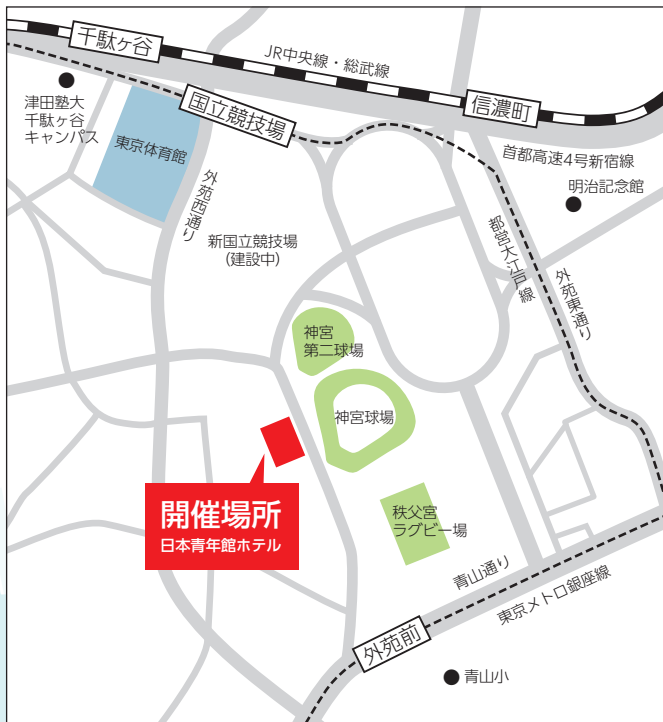 千駄ヶ谷
JR中央線・総武線
信濃町
国立競技場
津田塾大
千駄ヶ谷
キャンパス
東京体育館
首都高速4号新宿線
明治記念館
外苑西通り
新国立競技場
(建設中)
都営大江戸線
外苑東通り
神宮
第二球場
神宮球場
開催場所
日本青年館ホテル
秩父宮
ラグビー場
青山通り
東京メトロ銀座線
外苑前
青山小